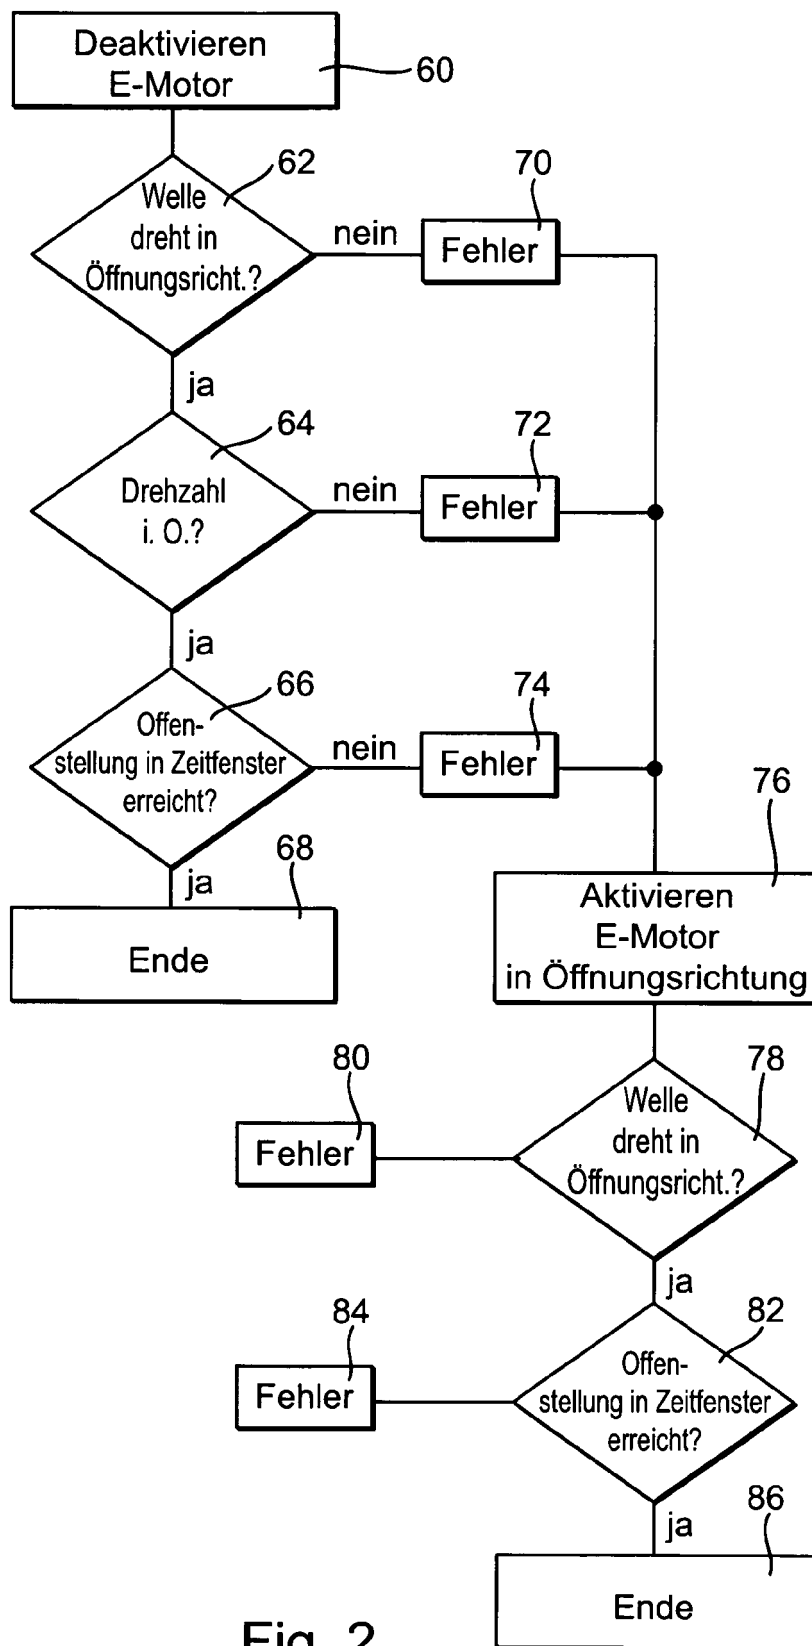 Deaktivieren
E-Motor
60
62
Welle
dreht in
Öffnungsricht.?
nein
70
Fehler
ja
64
Drehzahl
i. O.?
nein
72
Fehler
ja
66
Offen-
stellung in Zeitfenster
erreicht?
nein
74
Fehler
ja
68
Ende
76
Aktivieren
E-Motor
in Öffnungsrichtung
78
Welle
dreht in
Öffnungsricht.?
80
Fehler
ja
82
Offen-
stellung in Zeitfenster
erreicht?
84
Fehler
ja
86
Ende
Fig. 2